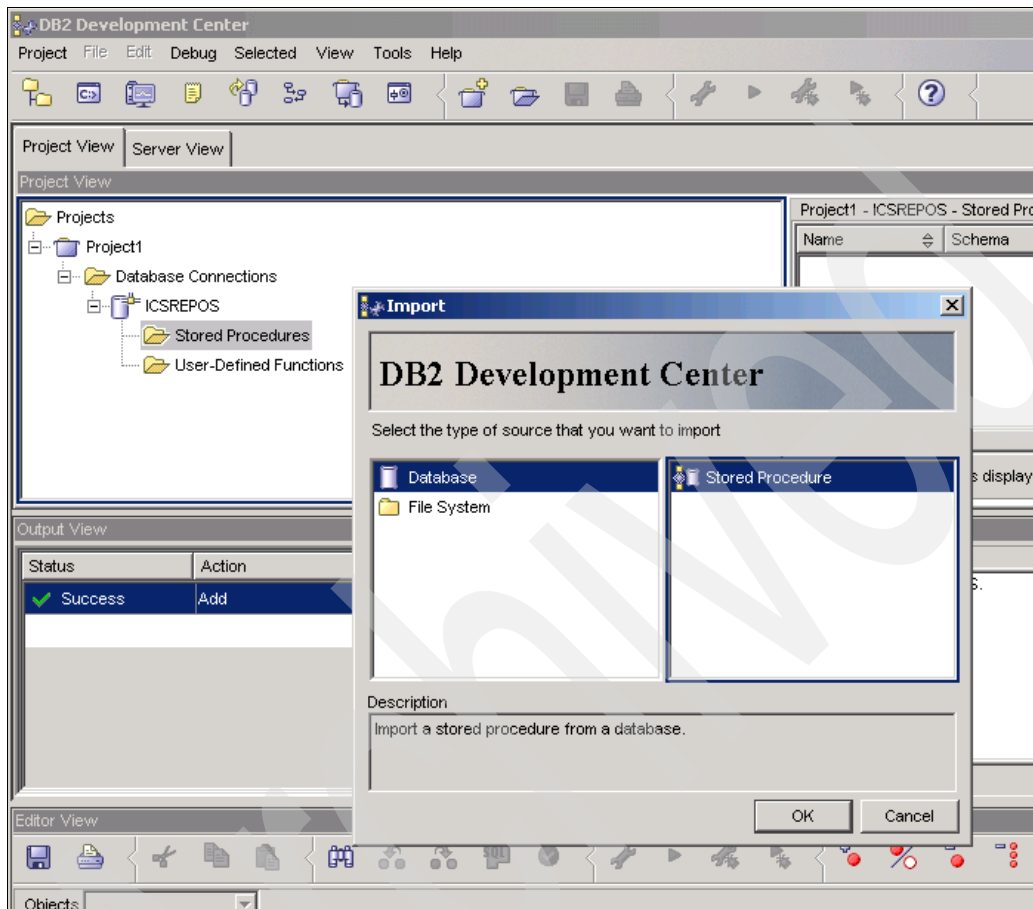 DB2 Development Center
Project File Edit Debug Selected View Tools Help
Project View Server View
Project View
Projects
Project1
Database Connections
ICSREPOS
Stored Procedures
User-Defined Functions
Project1 - ICSREPOS - Stored Pro
Name Schema
s display
Import
DB2 Development Center
Select the type of source that you want to import
Database
File System
Stored Procedure
Description
Import a stored procedure from a database.
OK Cancel
Output View
Status Action
Success Add
S.
Editor View
SQL
Objects